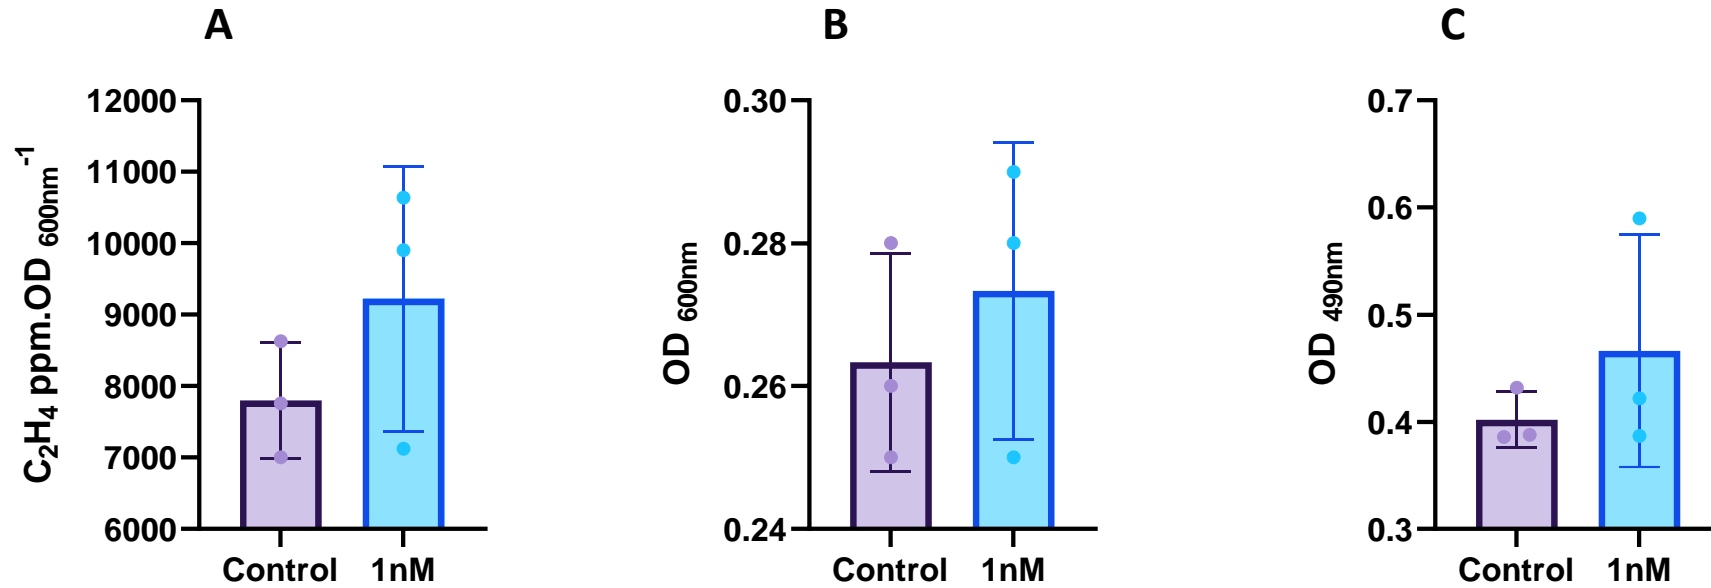 A
C2H4 ppm.OD 600nm-1
12000
11000
10000
9000
8000
7000
6000
Control 1nM
B
OD 600nm
0.30
0.28
0.26
0.24
Control 1nM
C
OD 490nm
0.7
0.6
0.5
0.4
0.3
Control 1nM